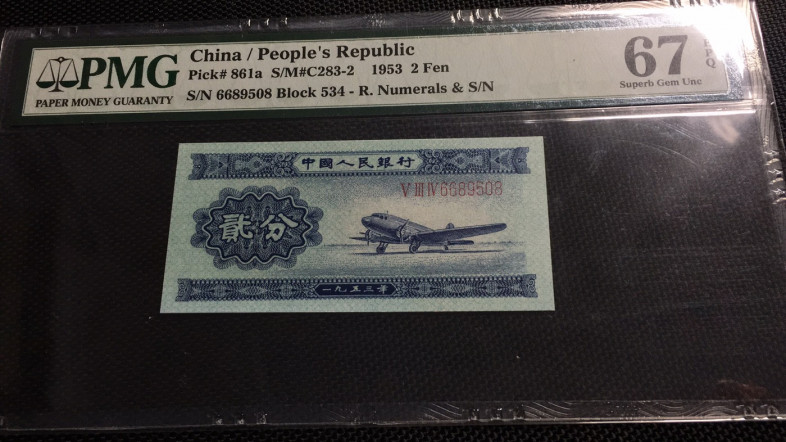 PMG
PAPER MONEY GUARANTY
China / People's Republic
Pick# 861a S/M#C283-2 1953 2 Fen
S/N 6689508 Block 534 - R. Numerals & S/N
67 EPQ
Superb Gem Unc
中國人民銀行
V III IV 6689508
貳分
一九五三年